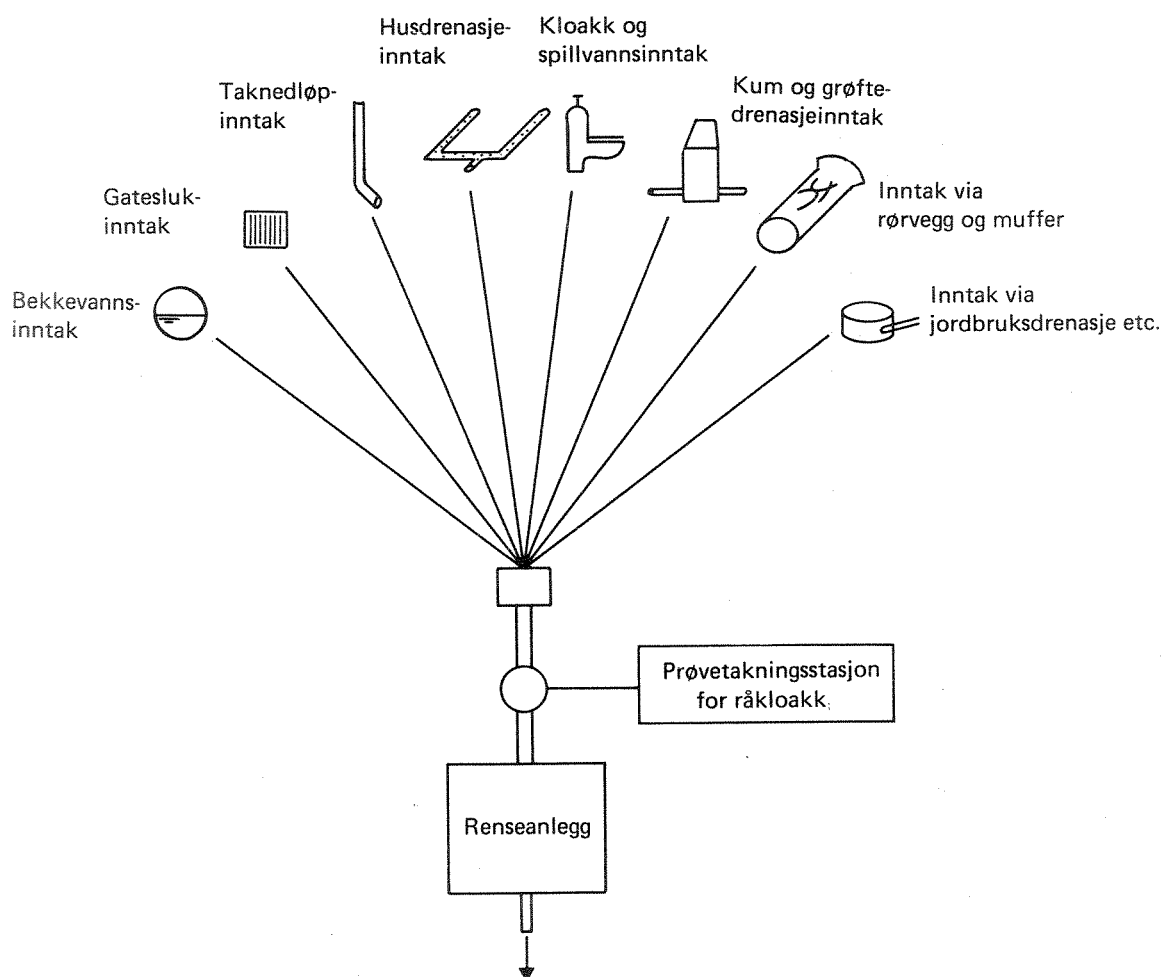 Husdrenasje-
inntak
Kloakk og
spillvannsinntak
Taknedløp-
inntak
Kum og grøfte-
drenasjeinntak
Gatesluk-
inntak
Inntak via
rørvegg og muffer
Bekkevanns-
inntak
Inntak via
jordbruksdrenasje etc.
Prøvetakningsstasjon
for råkloakk
Renseanlegg